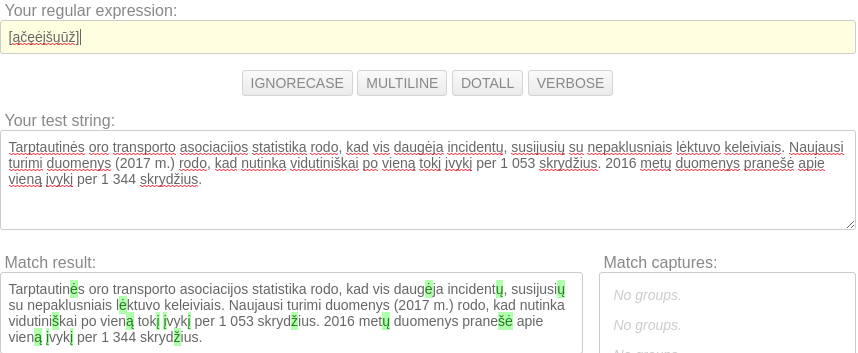 Your regular expression:
[ąčęėįšųūž]
IGNORECASE MULTILINE DOTALL VERBOSE
Your test string:
Tarptautinės oro transporto asociacijos statistika rodo, kad vis daugėja incidentų, susijusių su nepaklusniais lėktuvo keleiviais. Naujausi
turimi duomenys (2017 m.) rodo, kad nutinka vidutiniškai po vieną tokį įvykį per 1 053 skrydžius. 2016 metų duomenys pranešė apie
vieną įvykį per 1 344 skrydžius.
Match result:
Tarptautinės oro transporto asociacijos statistika rodo, kad vis daugėja incidentų, susijusių
su nepaklusniais lėktuvo keleiviais. Naujausi turimi duomenys (2017 m.) rodo, kad nutinka
vidutiniškai po vieną tokį įvykį per 1 053 skrydžius. 2016 metų duomenys pranešė apie
vieną įvykį per 1 344 skrydžius.
Match captures:
No groups.
No groups.